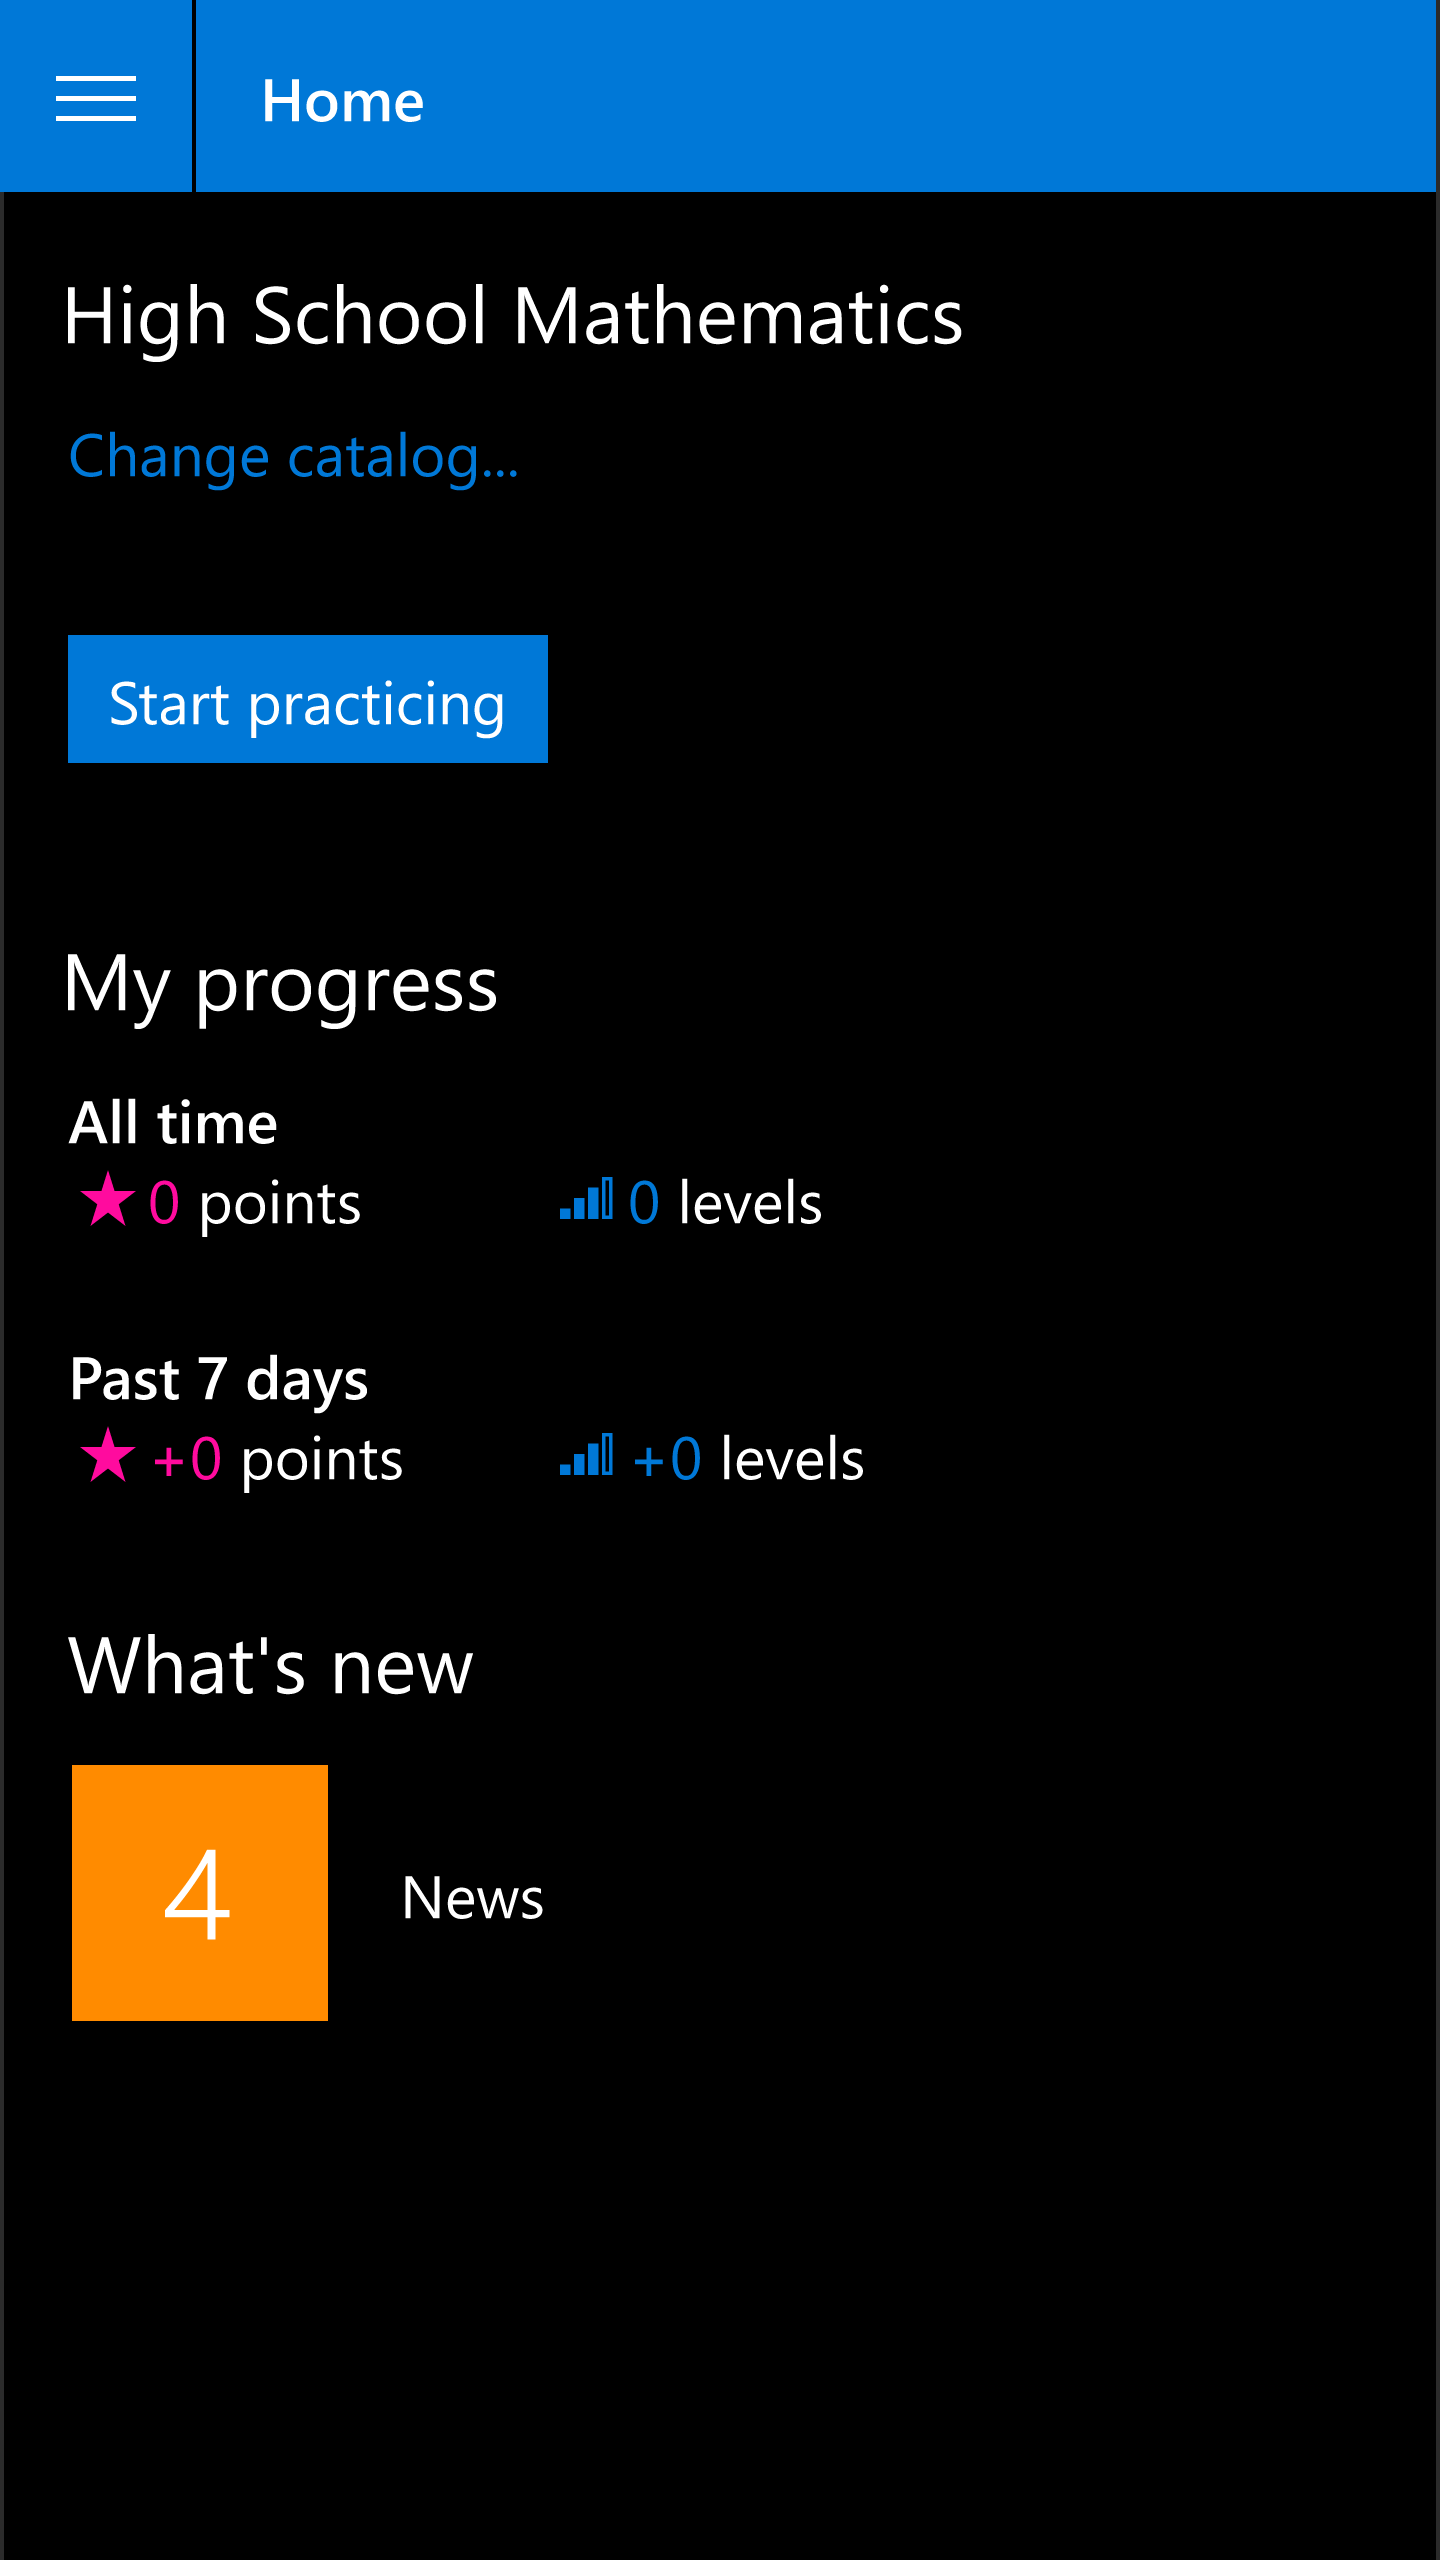 Home
High School Mathematics
Change catalog...
Start practicing
My progress
All time
0 points 0 levels
Past 7 days
+0 points +0 levels
What's new
4 News